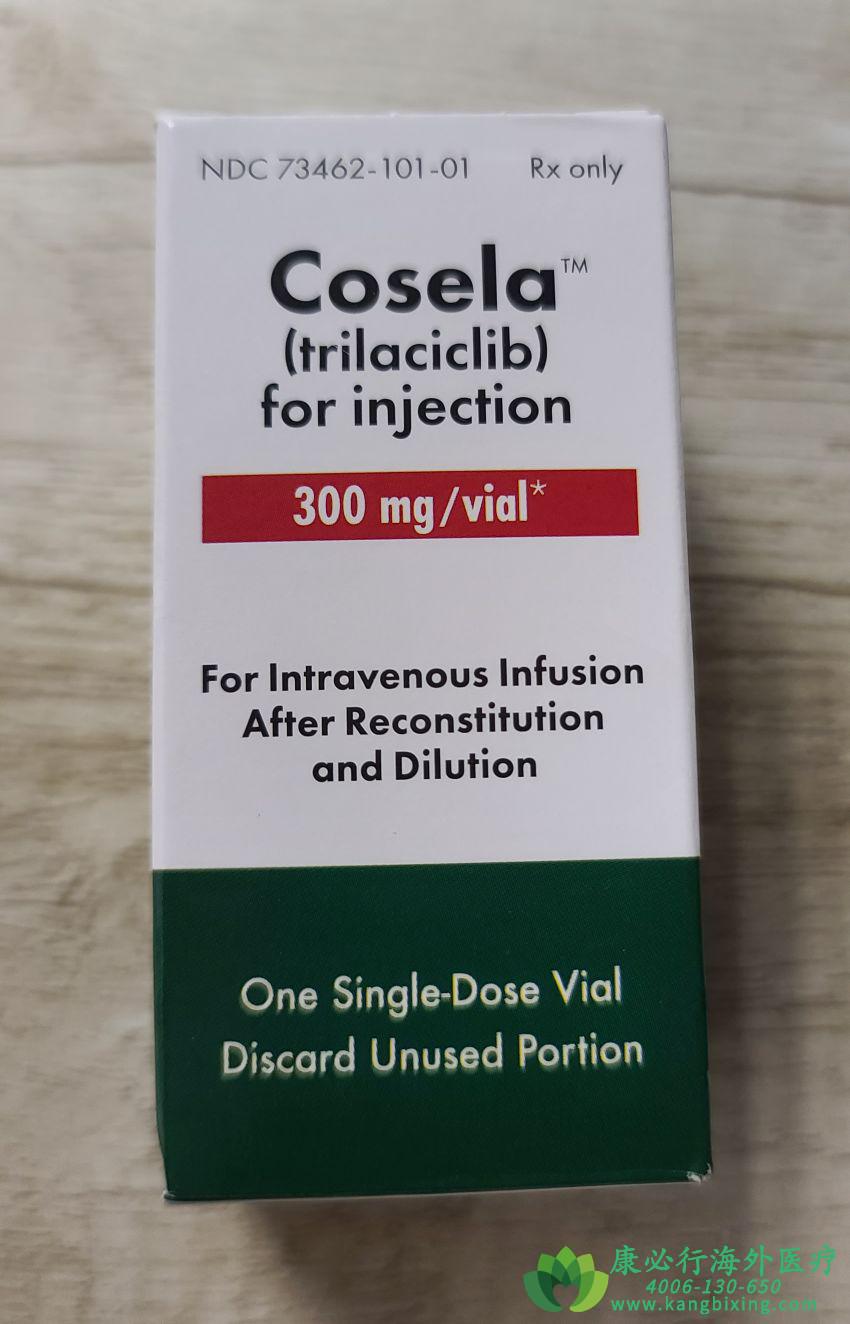 NDC 73462-101-01 Rx only
Cosela™
(trilaciclib)
for injection
300 mg/vial*
For Intravenous Infusion
After Reconstitution
and Dilution
One Single-Dose Vial
Discard Unused Portion
康必行海外医疗
4006-130-650
www.kangbixing.com